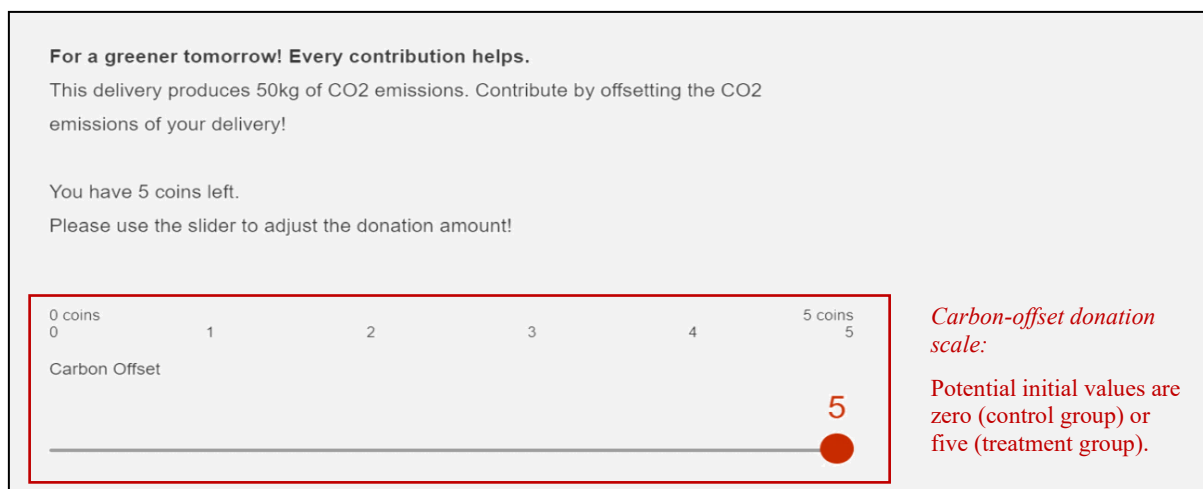 For a greener tomorrow! Every contribution helps.
This delivery produces 50kg of CO2 emissions. Contribute by offsetting the CO2
emissions of your delivery!
You have 5 coins left.
Please use the slider to adjust the donation amount!
0 coins 5 coins
0 1 2 3 4 5
Carbon Offset
5
Carbon-offset donation
scale:
Potential initial values are
zero (control group) or
five (treatment group).